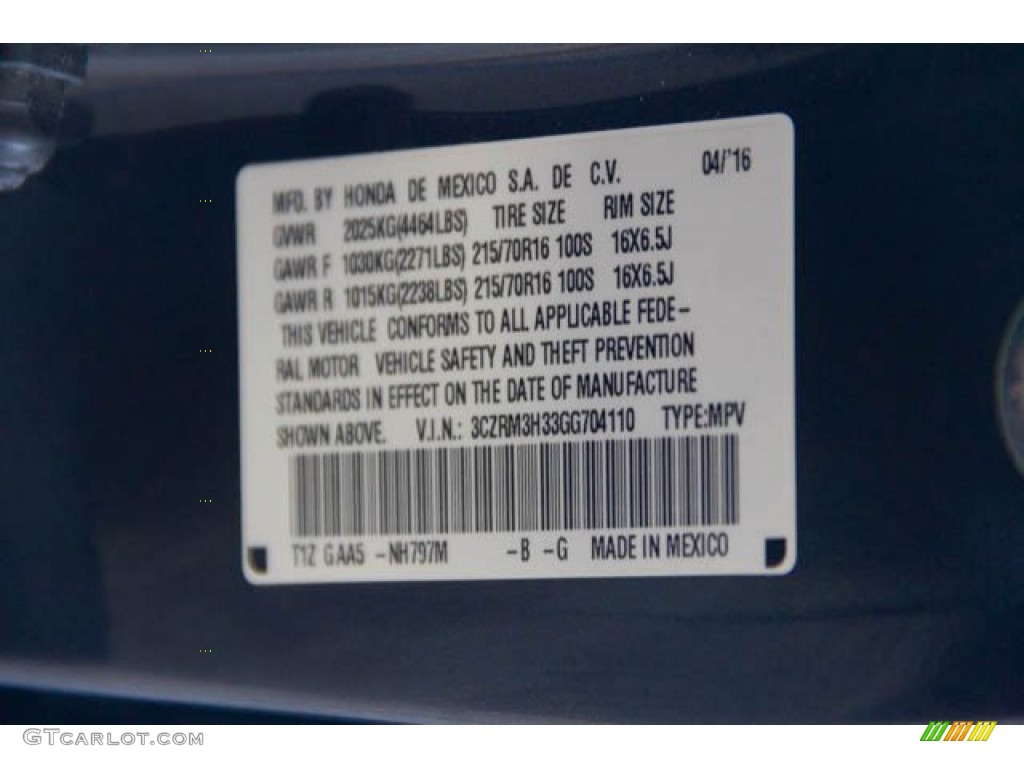 MFD. BY HONDA DE MEXICO S.A. DE C.V. 04/'16
GVWR 2025KG(4464LBS) TIRE SIZE RIM SIZE
GAWR F 1030KG(2271LBS) 215/70R16 100S 16X6.5J
GAWR R 1015KG(2238LBS) 215/70R16 100S 16X6.5J
THIS VEHICLE CONFORMS TO ALL APPLICABLE FEDE-
RAL MOTOR VEHICLE SAFETY AND THEFT PREVENTION
STANDARDS IN EFFECT ON THE DATE OF MANUFACTURE
SHOWN ABOVE. V.I.N.: 3CZRM3H33GG704110 TYPE:MPV
T1Z GAA5 -NH797M -B -G MADE IN MEXICO
GTCARLOT.COM